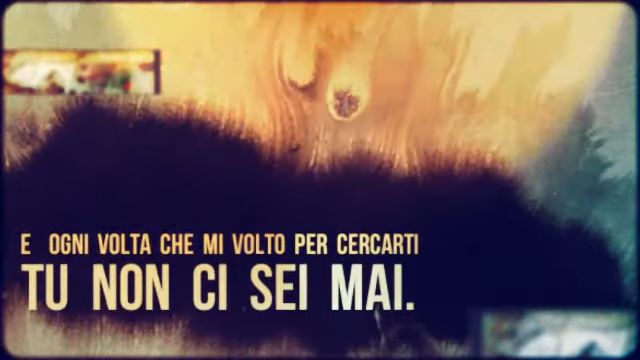 E OGNI VOLTA CHE MI VOLTO PER CERCARTI
TU NON CI SEI MAI.